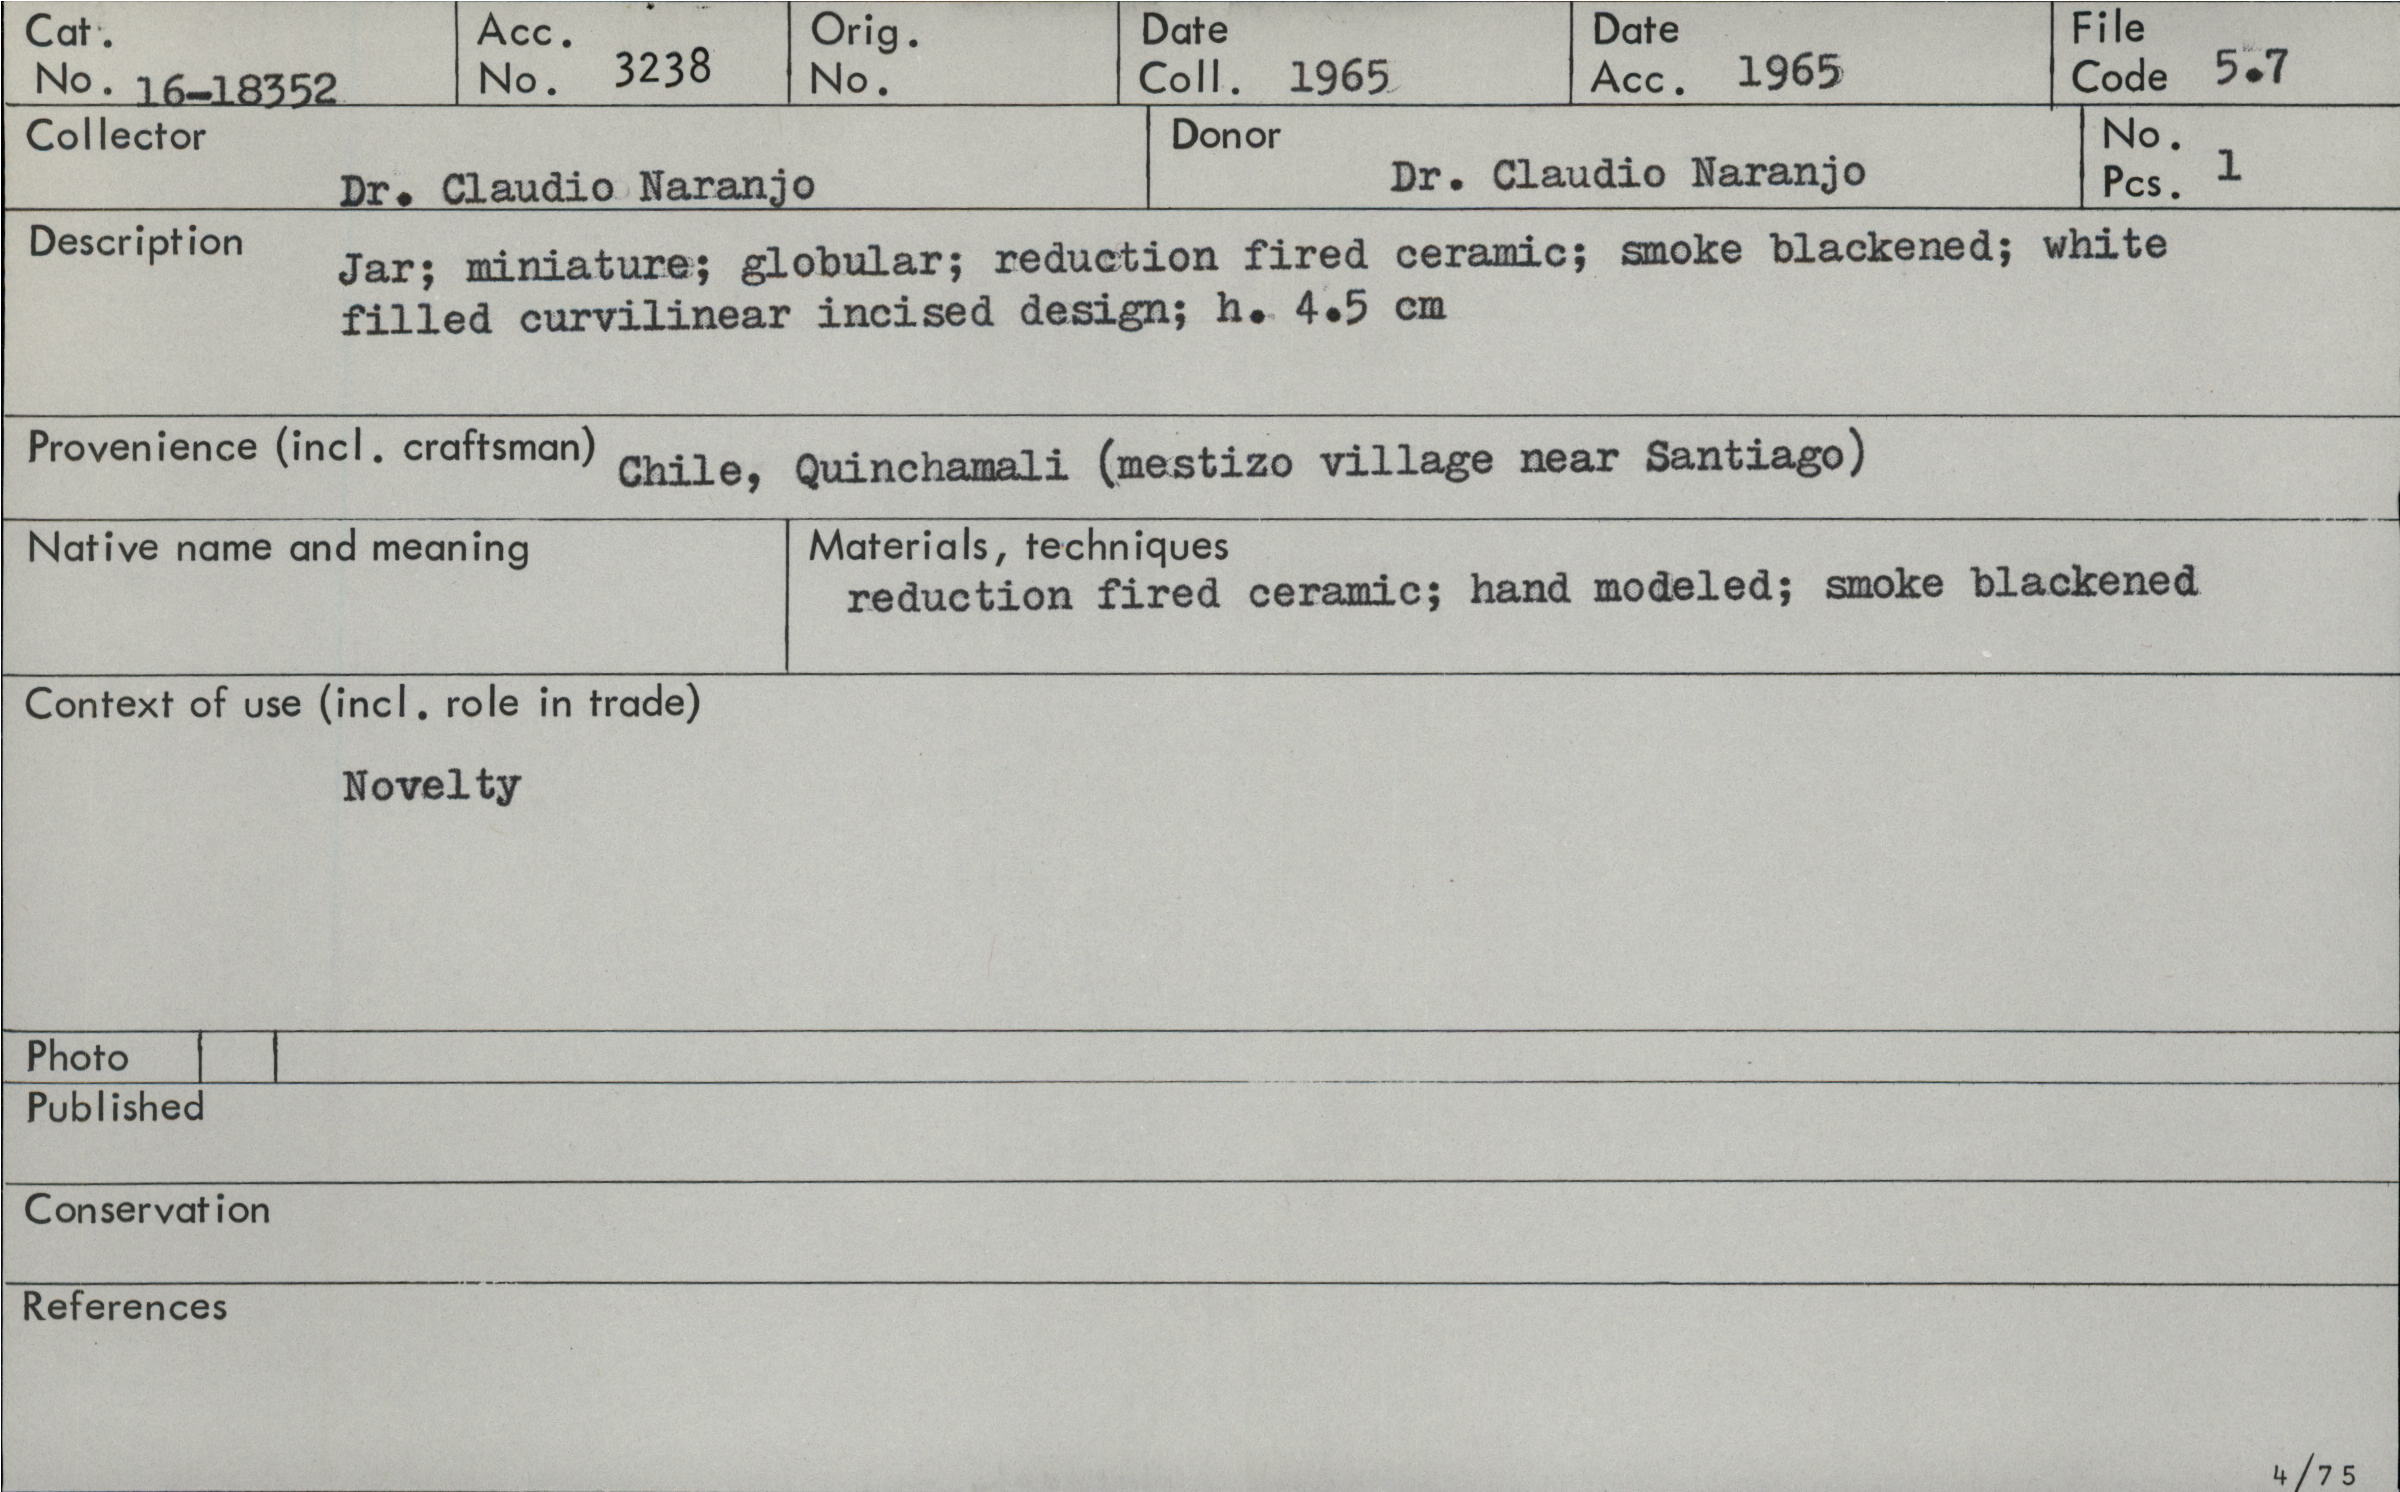 Cat. No. 16-18352
Acc. No. 3238
Orig. No.
Date Coll. 1965
Date Acc. 1965
File Code 5.7
Collector
Dr. Claudio Naranjo
Donor
Dr. Claudio Naranjo
No. Pcs. 1
Description
Jar; miniature; globular; reduction fired ceramic; smoke blackened; white
filled curvilinear incised design; h. 4.5 cm
Provenience (incl. craftsman) Chile, Quinchamali (mestizo village near Santiago)
Native name and meaning
Materials, techniques
reduction fired ceramic; hand modeled; smoke blackened
Context of use (incl. role in trade)
Novelty
Photo
Published
Conservation
References
4/75